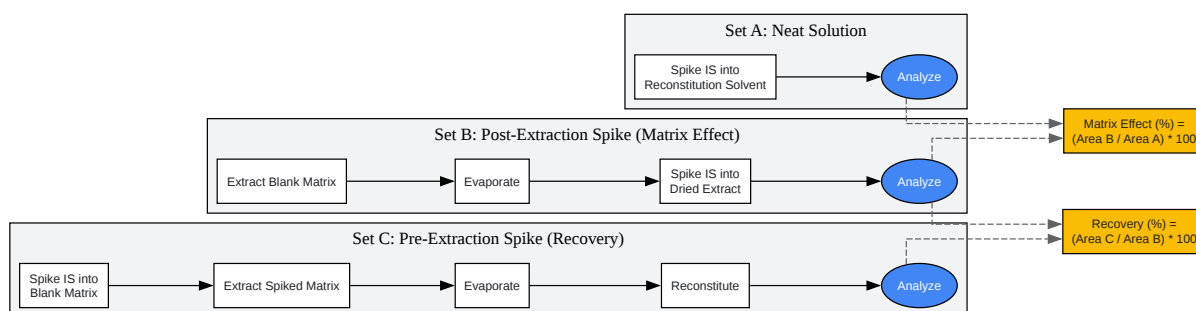 Set A: Neat Solution
Spike IS into
Reconstitution Solvent
Analyze
Matrix Effect (%) =
(Area B / Area A) * 100
Set B: Post-Extraction Spike (Matrix Effect)
Extract Blank Matrix
Evaporate
Spike IS into
Dried Extract
Analyze
Recovery (%) =
(Area C / Area B) * 100
Set C: Pre-Extraction Spike (Recovery)
Spike IS into
Blank Matrix
Extract Spiked Matrix
Evaporate
Reconstitute
Analyze